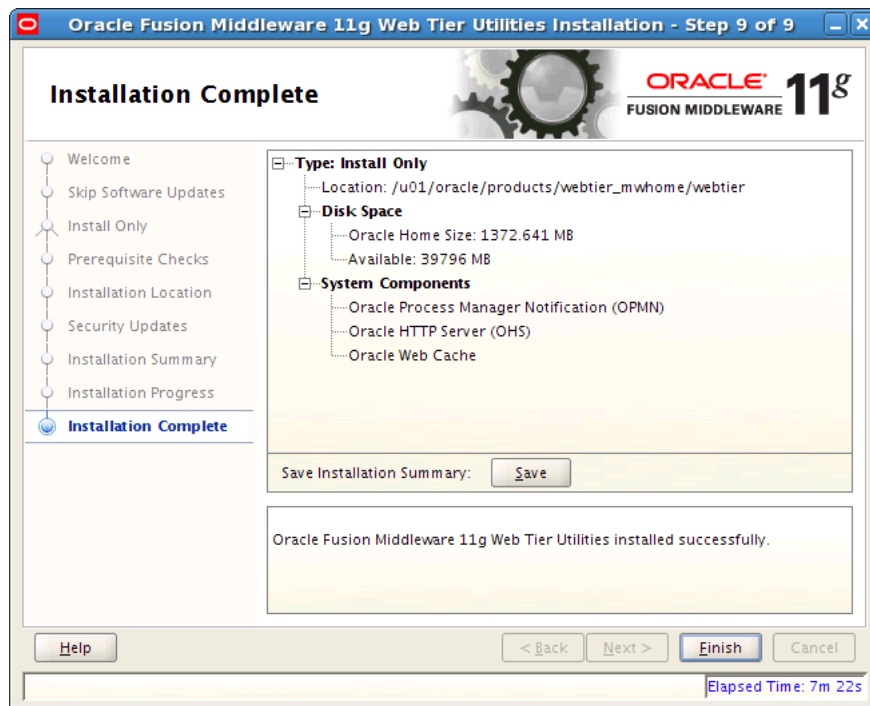 Oracle Fusion Middleware 11g Web Tier Utilities Installation - Step 9 of 9
Installation Complete
ORACLE
FUSION MIDDLEWARE 11g
Welcome
Skip Software Updates
Install Only
Prerequisite Checks
Installation Location
Security Updates
Installation Summary
Installation Progress
Installation Complete
Type: Install Only
Location: /u01/oracle/products/webtier_mwhome/webtier
Disk Space
Oracle Home Size: 1372.641 MB
Available: 39796 MB
System Components
Oracle Process Manager Notification (OPMN)
Oracle HTTP Server (OHS)
Oracle Web Cache
Save Installation Summary: Save
Oracle Fusion Middleware 11g Web Tier Utilities installed successfully.
Help < Back Next > Finish Cancel
Elapsed Time: 7m 22s